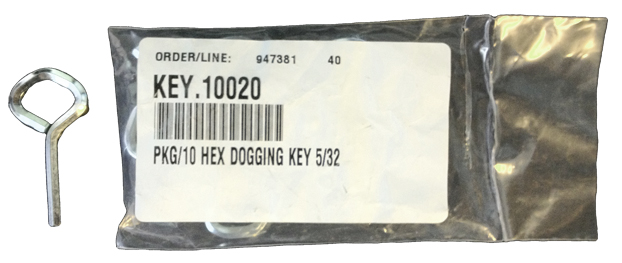 ORDER/LINE: 947381 40
KEY.10020
PKG/10 HEX DOGGING KEY 5/32